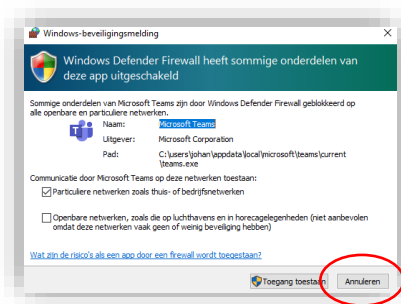 Windows-beveiligingsmelding
Windows Defender Firewall heeft sommige onderdelen van
deze app uitgeschakeld
Sommige onderdelen van Microsoft Teams zijn door Windows Defender Firewall geblokkeerd op
alle openbare en particuliere netwerken.
Naam: Microsoft Teams
Uitgever: Microsoft Corporation
Pad: C:\users\johan\appdata\local\microsoft\teams\current
\teams.exe
Communicatie door Microsoft Teams op deze netwerken toestaan:
Particuliere netwerken zoals thuis- of bedrijfsnetwerken
Openbare netwerken, zoals die op luchthavens en in horecagelegenheden (niet aanbevolen
omdat deze netwerken vaak geen of weinig beveiliging hebben)
Wat zijn de risico's als een app door een firewall wordt toegestaan?
Toegang toestaan Annuleren